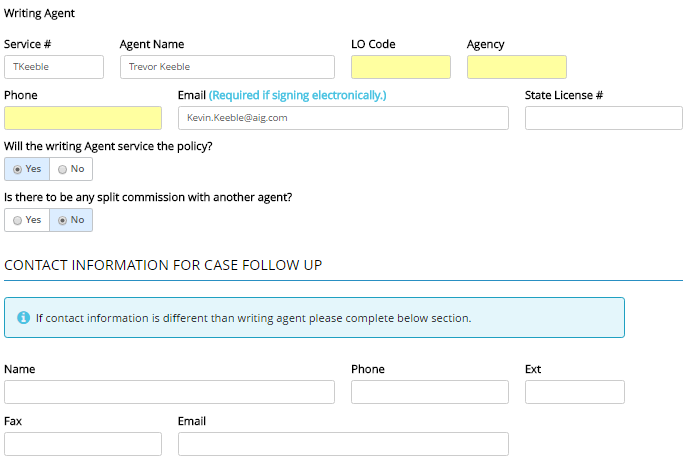 Writing Agent
Service # Agent Name LO Code Agency
TKeeble Trevor Keeble
Phone Email (Required if signing electronically.) State License #
Kevin.Keeble@aig.com
Will the writing Agent service the policy?
Yes No
Is there to be any split commission with another agent?
Yes No
CONTACT INFORMATION FOR CASE FOLLOW UP
If contact information is different than writing agent please complete below section.
Name Phone Ext
Fax Email